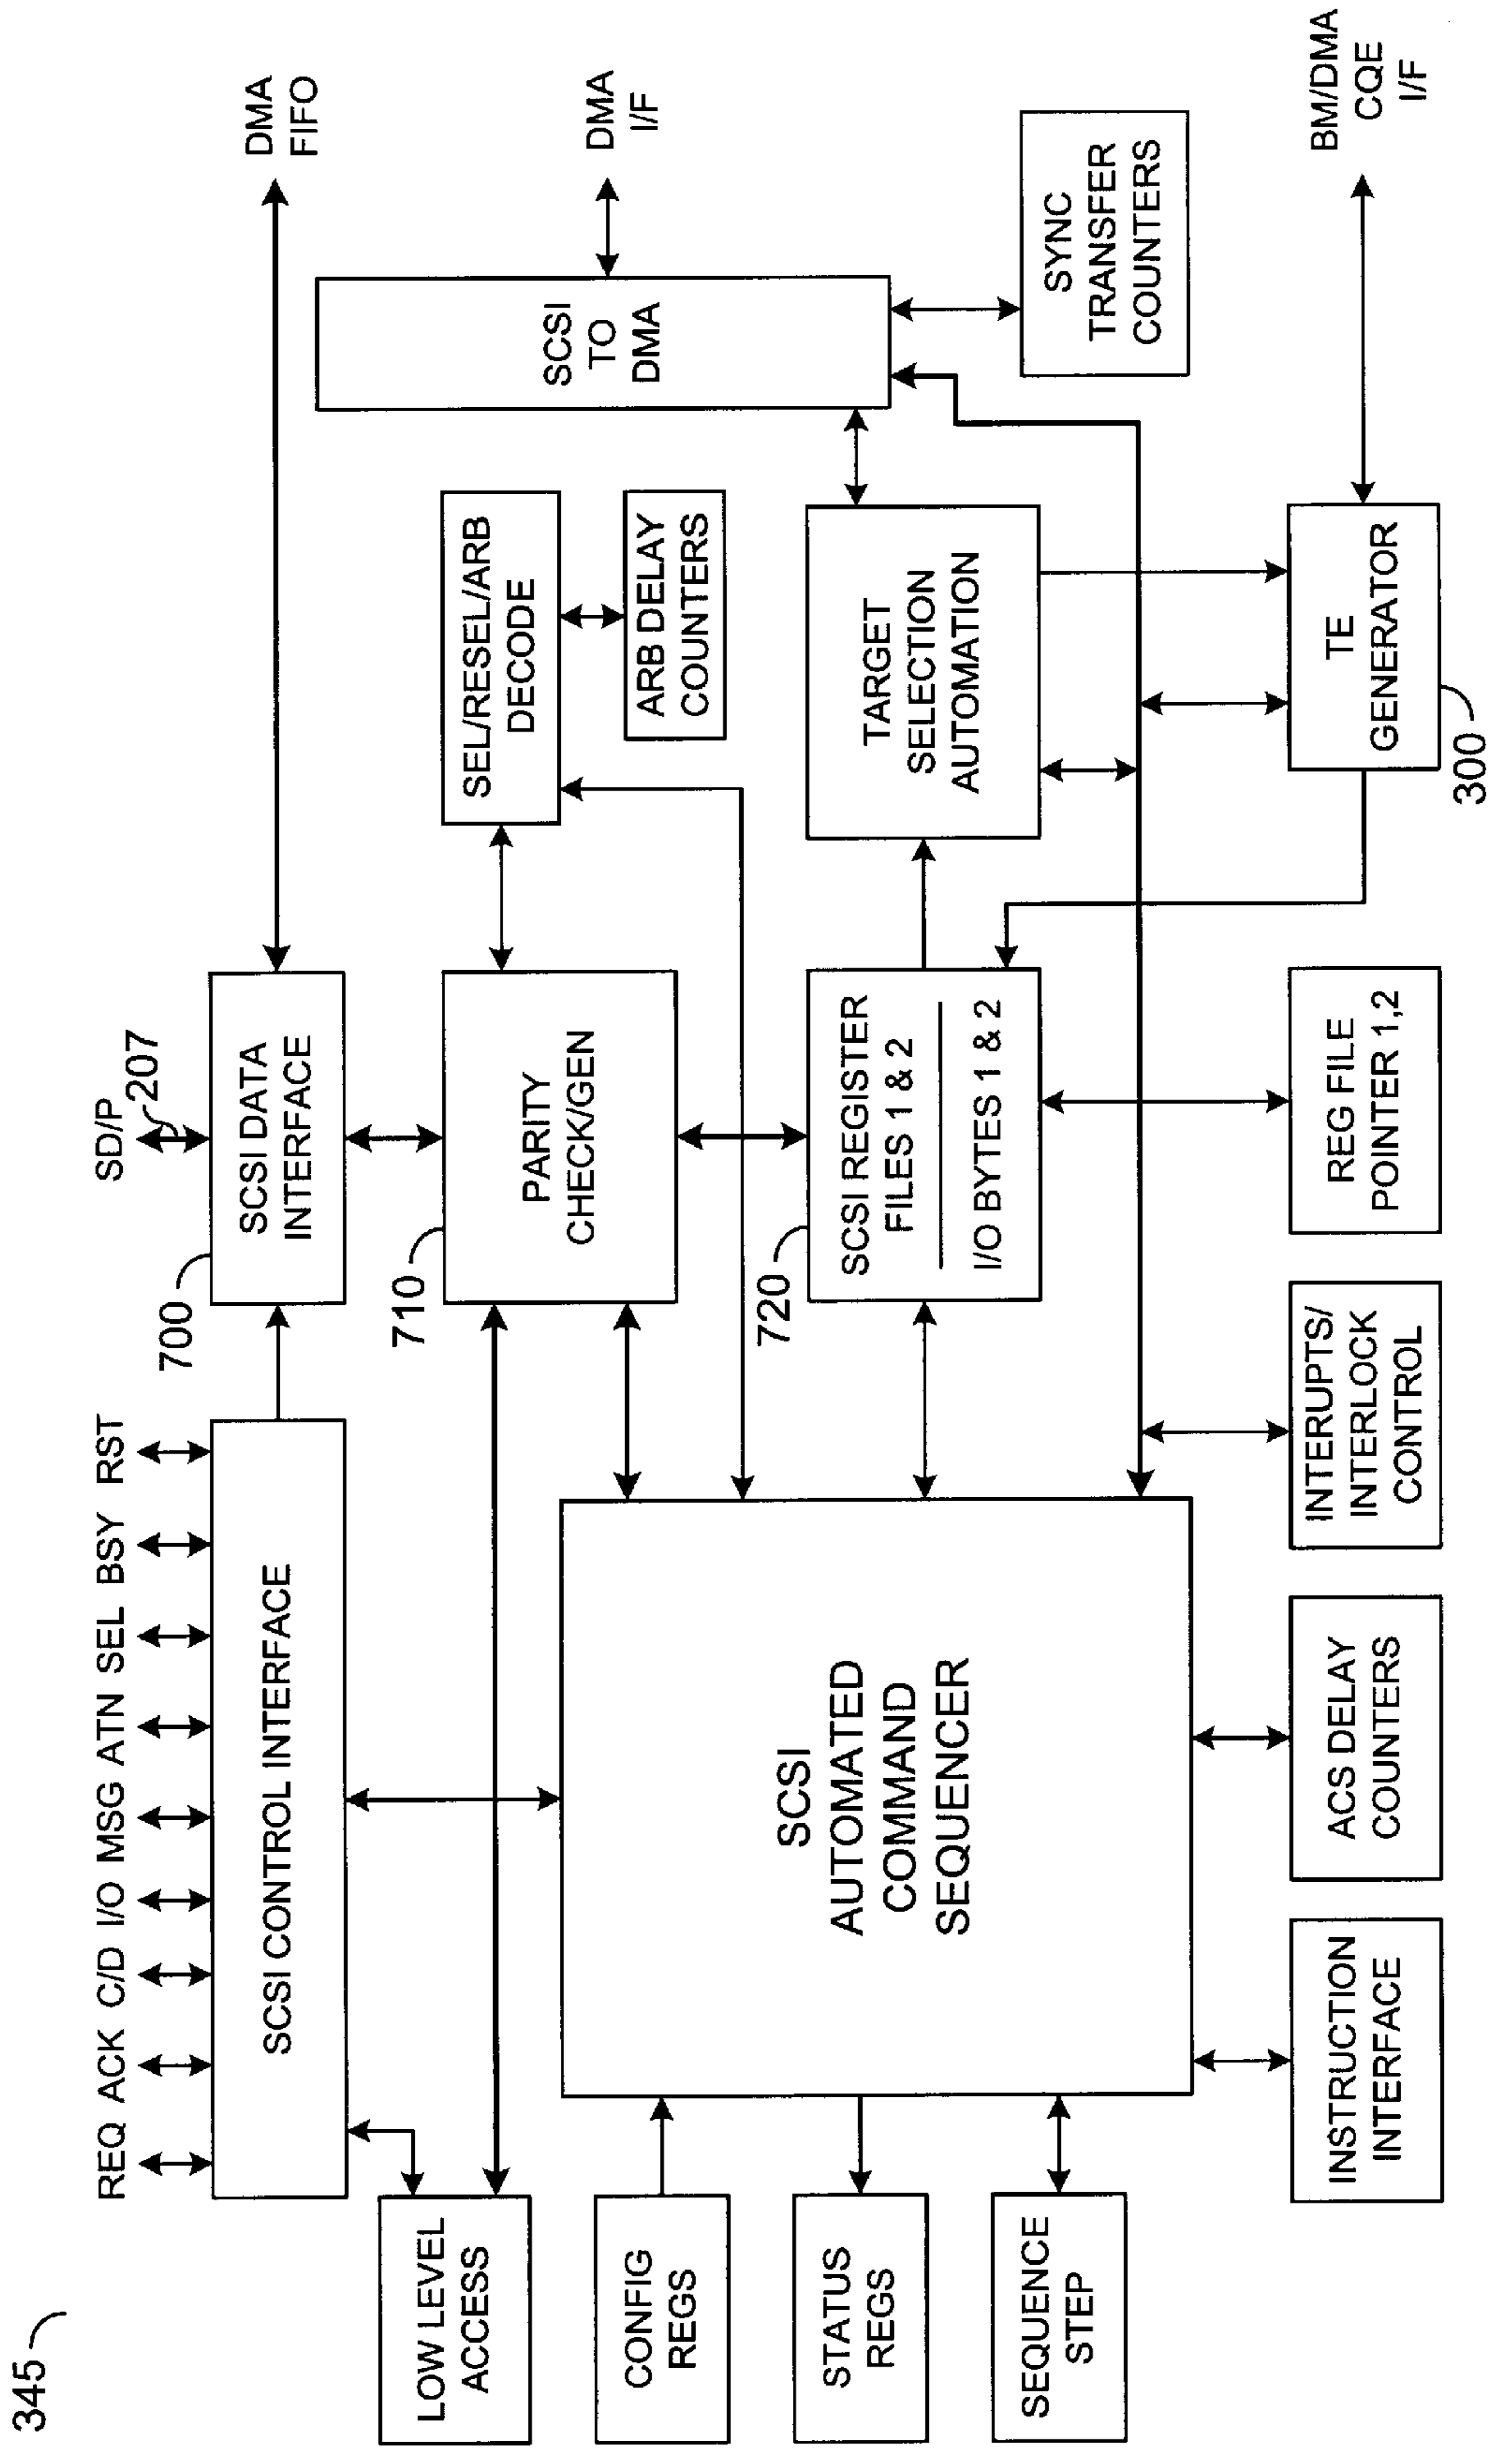 345
REQ ACK C/D I/O MSG ATN SEL BSY RST
SD/P
207
DMA
FIFO
700
SCSI CONTROL INTERFACE
SCSI DATA
INTERFACE
LOW LEVEL
ACCESS
710
PARITY
CHECK/GEN
SEL/RESEL/ARB
DECODE
ARB DELAY
COUNTERS
SCSI
TO
DMA
DMA
I/F
CONFIG
REGS
STATUS
REGS
SEQUENCE
STEP
SCSI
AUTOMATED
COMMAND
SEQUENCER
720
SCSI REGISTER
FILES 1 & 2
I/O BYTES 1 & 2
TARGET
SELECTION
AUTOMATION
SYNC
TRANSFER
COUNTERS
INSTRUCTION
INTERFACE
ACS DELAY
COUNTERS
INTERUPTS/
INTERLOCK
CONTROL
REG FILE
POINTER 1,2
TE
GENERATOR
300
BM/DMA
CQE
I/F